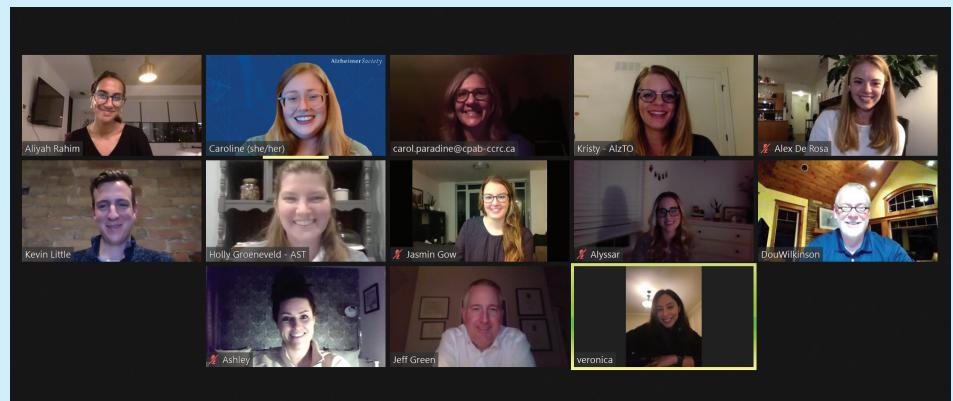 Alzheimer Society
Aliyah Rahim
Caroline (she/her)
carol.paradine@cpab-ccrc.ca
Kristy - AlzTO
Alex De Rosa
Kevin Little
Holly Groeneveld - AST
Jasmin Gow
Alyssar
DouWilkinson
Ashley
Jeff Green
veronica